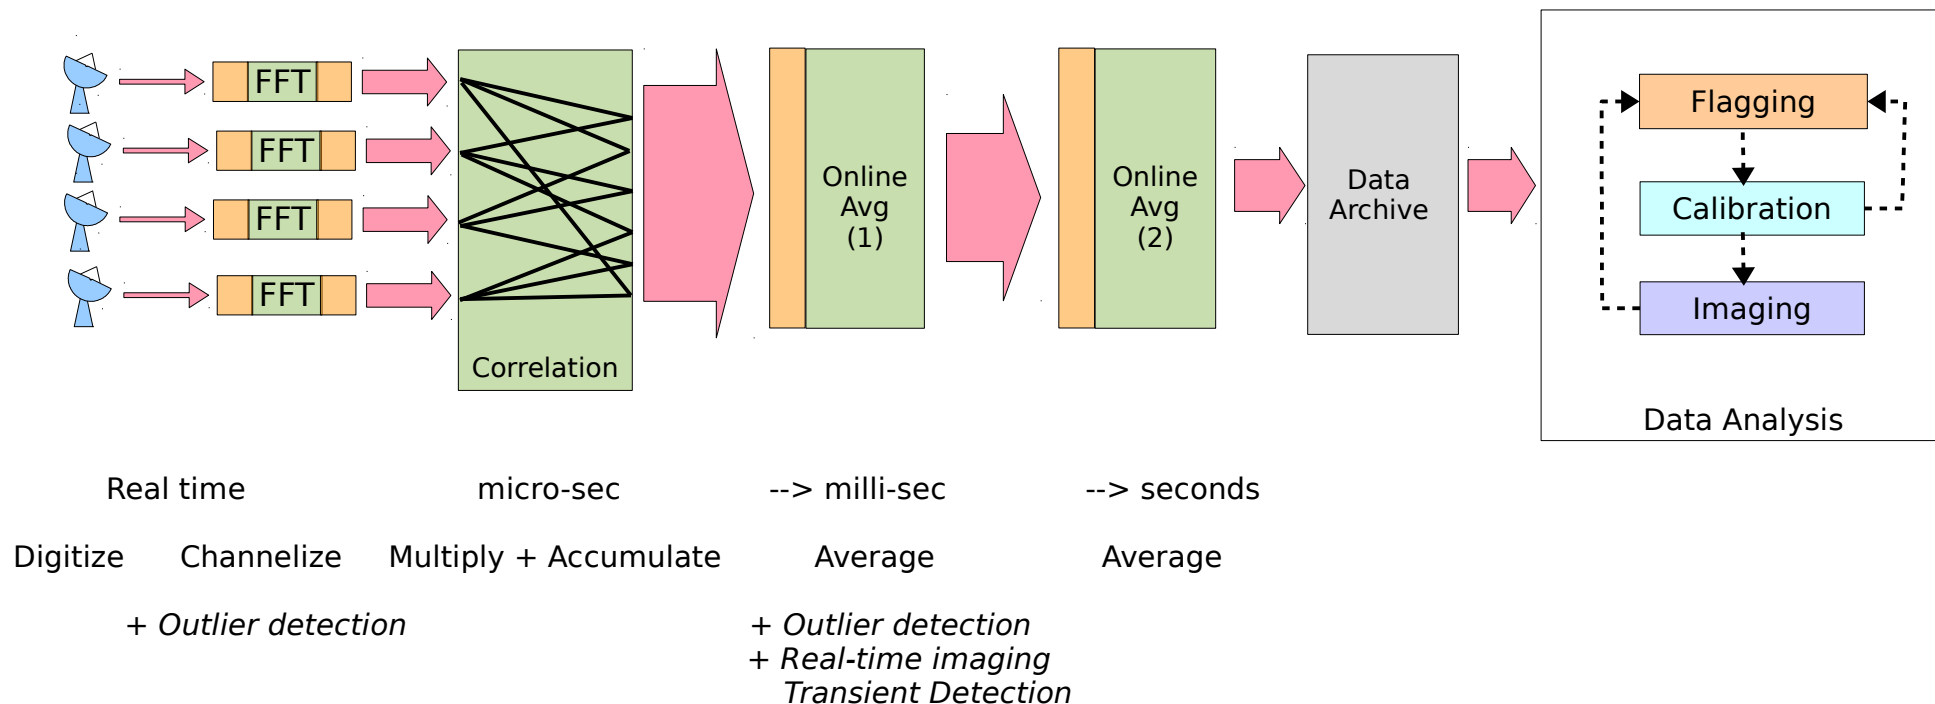 FFT
FFT
FFT
FFT
Correlation
Online
Avg
(1)
Online
Avg
(2)
Data
Archive
Flagging
Calibration
Imaging
Data Analysis
Real time
micro-sec
--> milli-sec
--> seconds
Digitize
Channelize
Multiply + Accumulate
Average
Average
+ Outlier detection
+ Outlier detection
+ Real-time imaging
Transient Detection